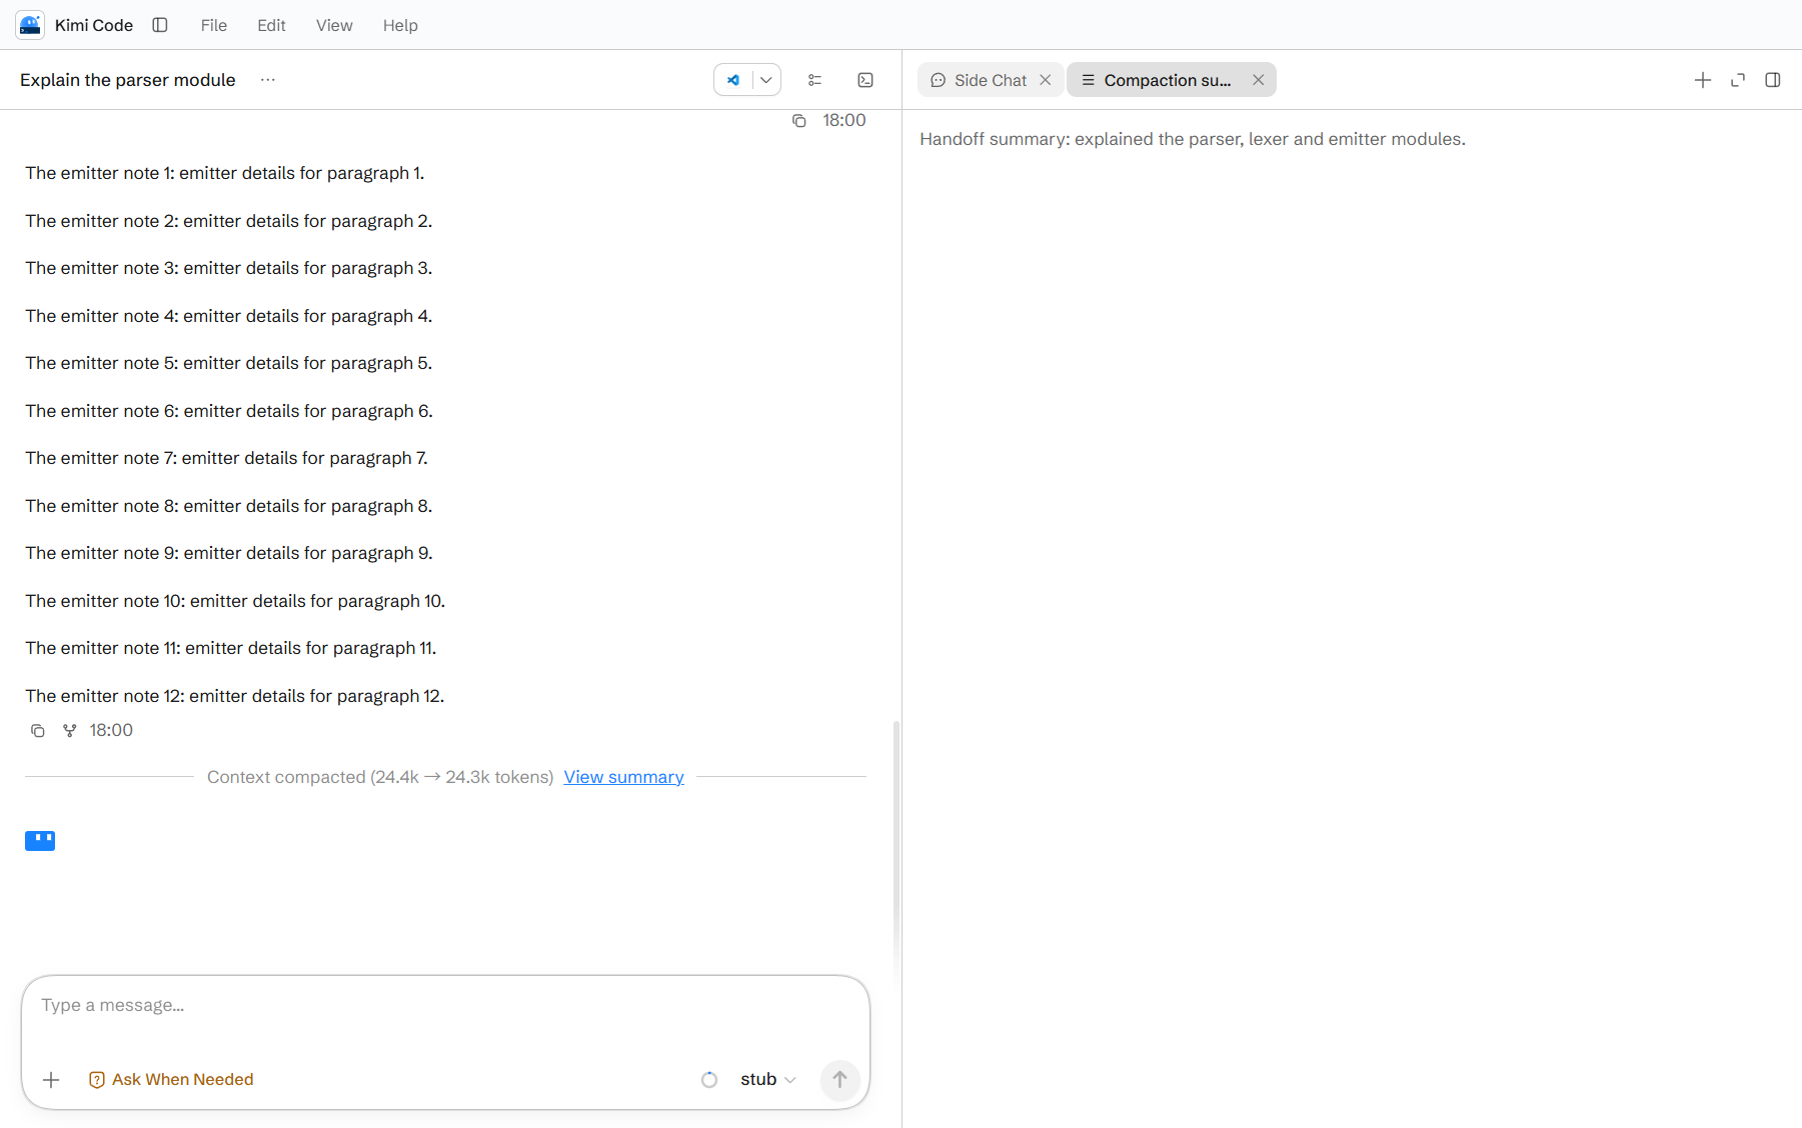 Kimi Code File Edit View Help
Explain the parser module
Side Chat
Compaction su...
18:00
Handoff summary: explained the parser, lexer and emitter modules.
The emitter note 1: emitter details for paragraph 1.
The emitter note 2: emitter details for paragraph 2.
The emitter note 3: emitter details for paragraph 3.
The emitter note 4: emitter details for paragraph 4.
The emitter note 5: emitter details for paragraph 5.
The emitter note 6: emitter details for paragraph 6.
The emitter note 7: emitter details for paragraph 7.
The emitter note 8: emitter details for paragraph 8.
The emitter note 9: emitter details for paragraph 9.
The emitter note 10: emitter details for paragraph 10.
The emitter note 11: emitter details for paragraph 11.
The emitter note 12: emitter details for paragraph 12.
18:00
Context compacted (24.4k → 24.3k tokens) View summary
Type a message...
Ask When Needed
stub